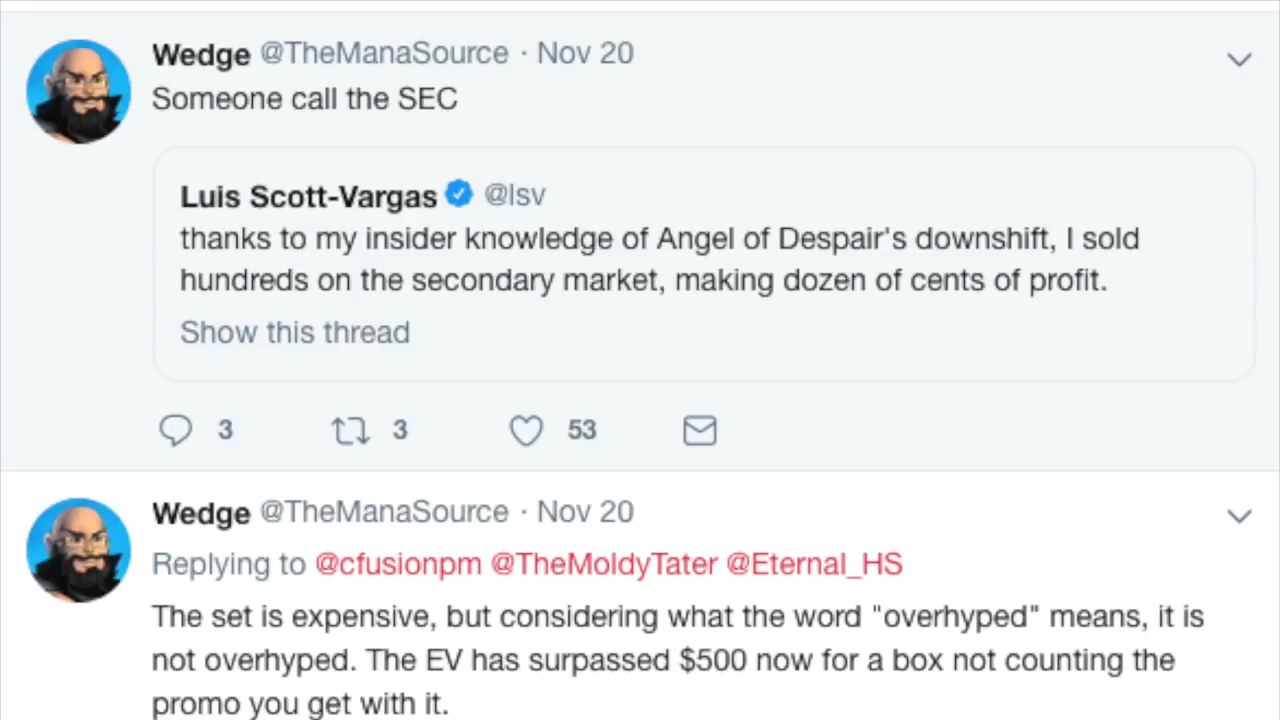 Wedge @TheManaSource · Nov 20
Someone call the SEC
Luis Scott-Vargas @lsv
thanks to my insider knowledge of Angel of Despair's downshift, I sold
hundreds on the secondary market, making dozen of cents of profit.
Show this thread
3 3 53
Wedge @TheManaSource · Nov 20
Replying to @cfusionpm @TheMoldyTater @Eternal_HS
The set is expensive, but considering what the word "overhyped" means, it is
not overhyped. The EV has surpassed $500 now for a box not counting the
promo you get with it.